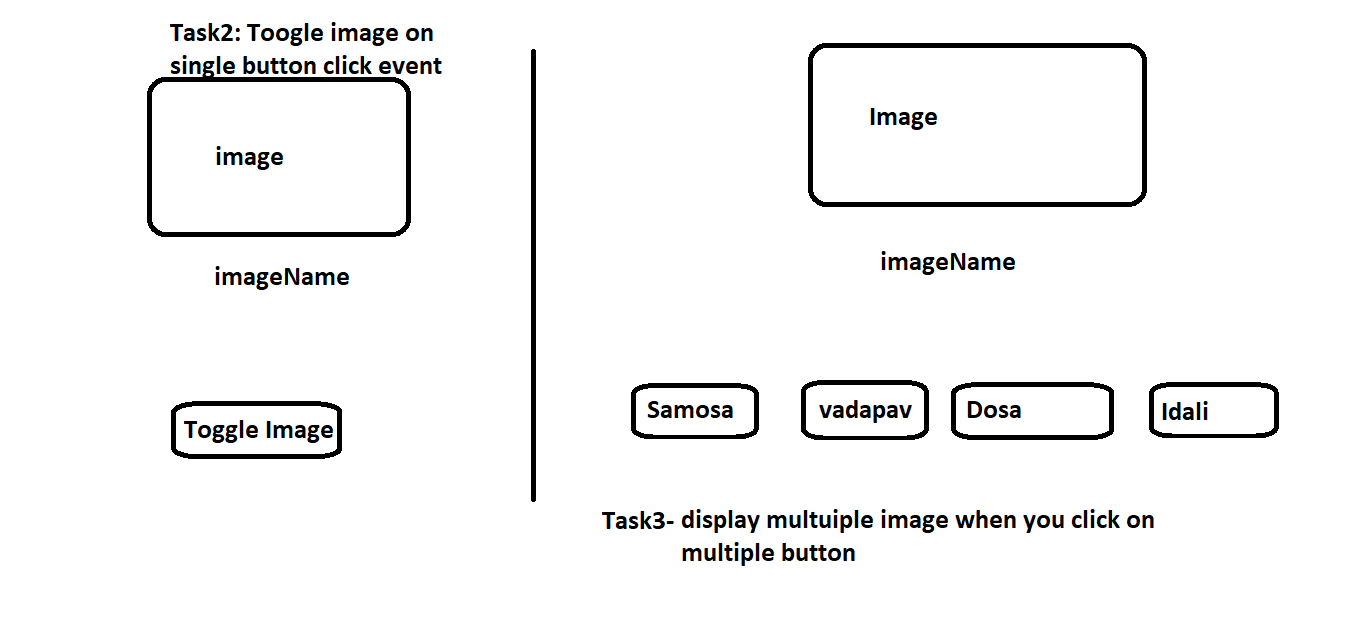 Task2: Toogle image on
single button click event
image
imageName
Toggle Image
Image
imageName
Samosa
vadapav
Dosa
Idali
Task3- display multuiple image when you click on
multiple button